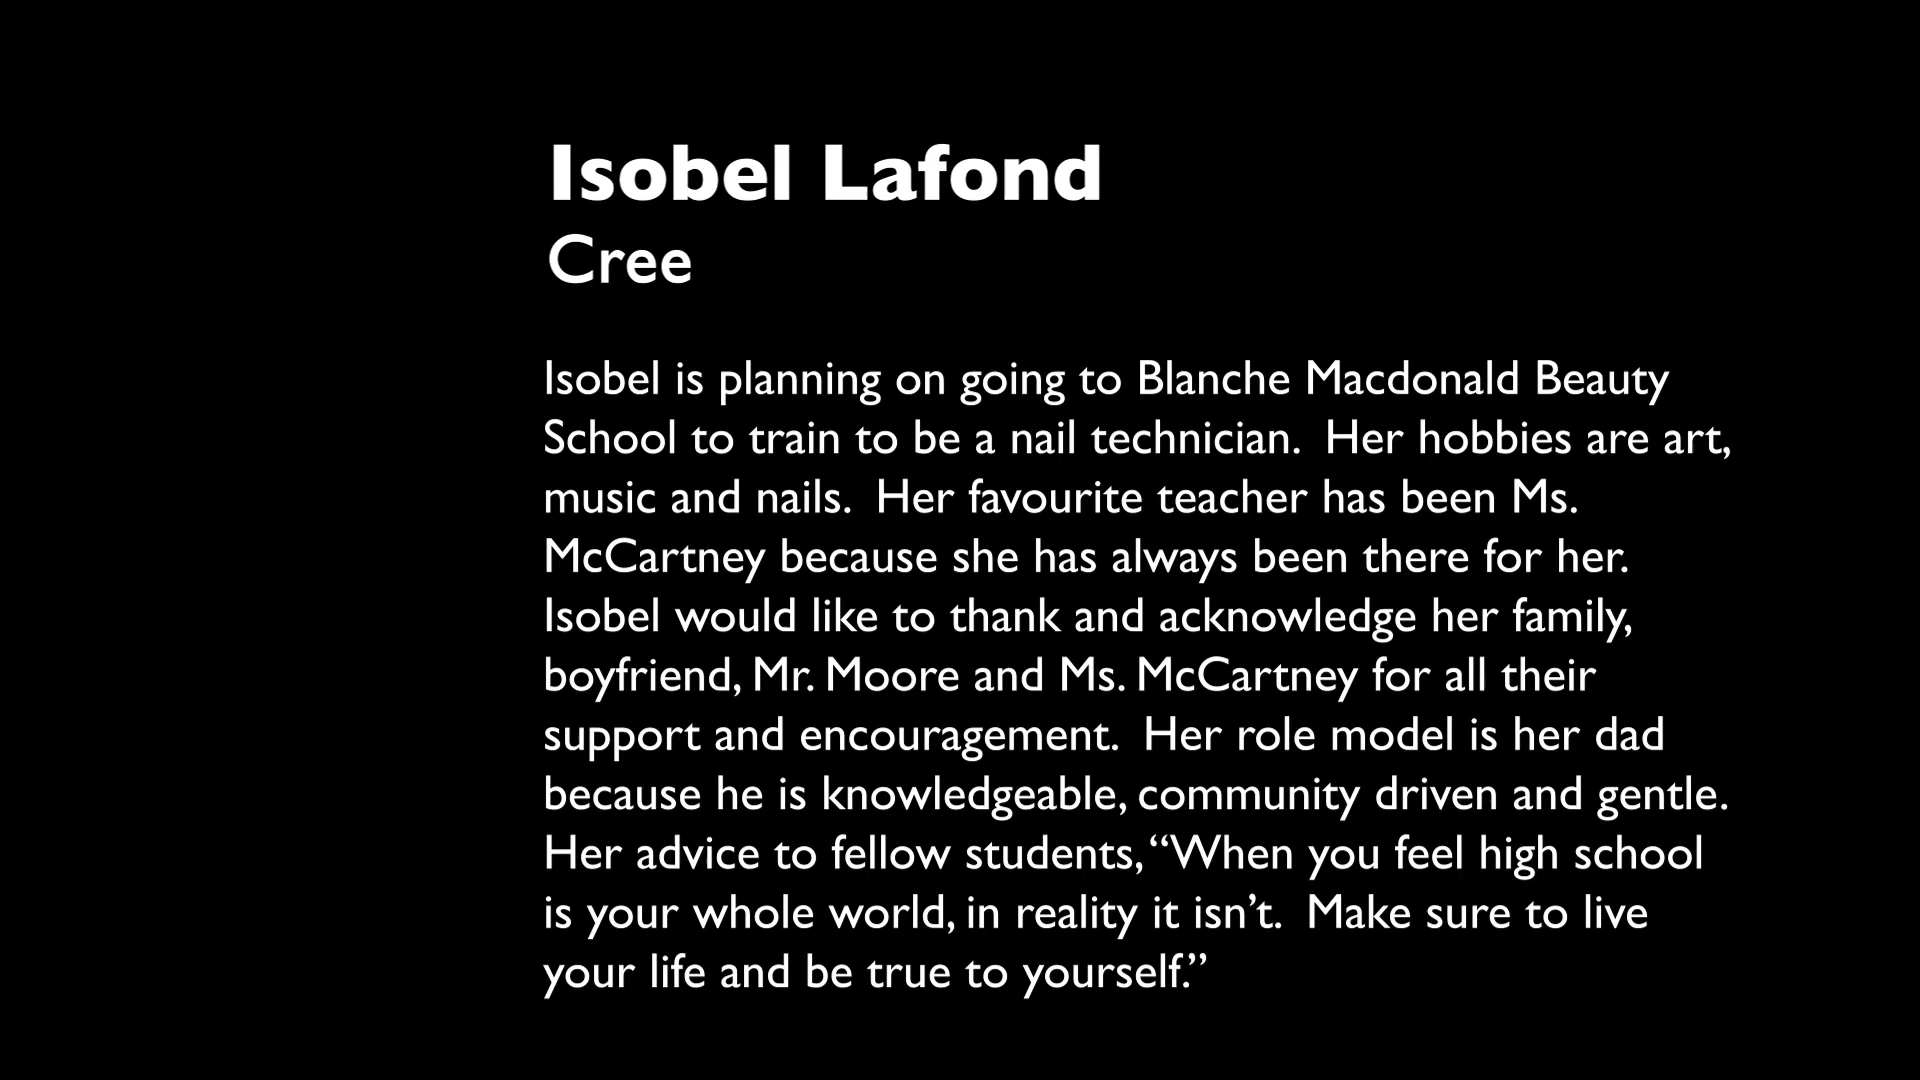 Isobel Lafond
Cree
Isobel is planning on going to Blanche Macdonald Beauty
School to train to be a nail technician.  Her hobbies are art,
music and nails.  Her favourite teacher has been Ms.
McCartney because she has always been there for her.
Isobel would like to thank and acknowledge her family,
boyfriend, Mr. Moore and Ms. McCartney for all their
support and encouragement.  Her role model is her dad
because he is knowledgeable, community driven and gentle.
Her advice to fellow students, “When you feel high school
is your whole world, in reality it isn’t.  Make sure to live
your life and be true to yourself.”